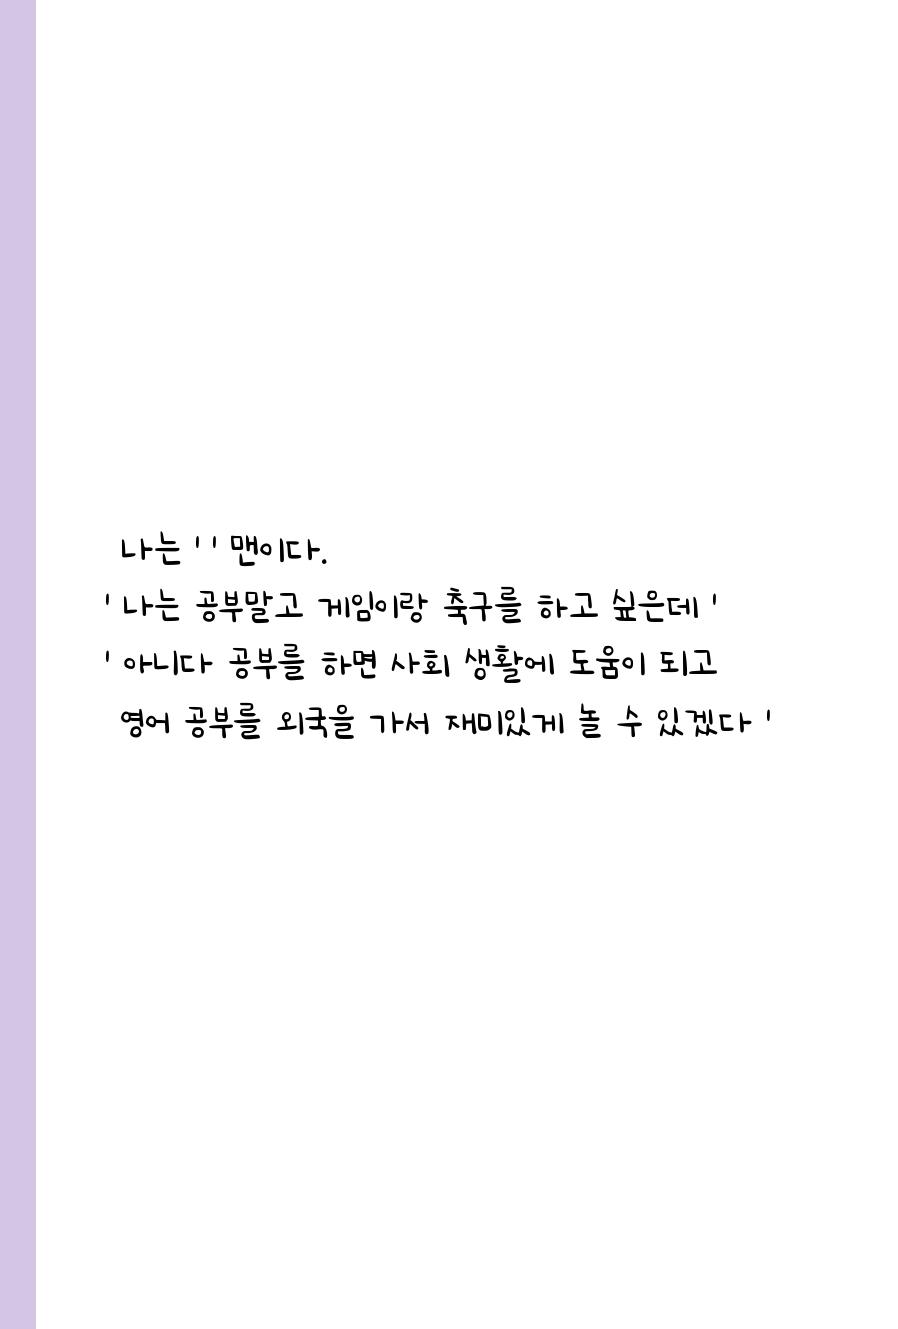 나는 ' ' 맨이다.
' 나는 공부말고 게임이랑 축구를 하고 싶은데 '
' 아니다 공부를 하면 사회 생활에 도움이 되고
영어 공부를 외국을 가서 재미있게 놀 수 있겠다 '